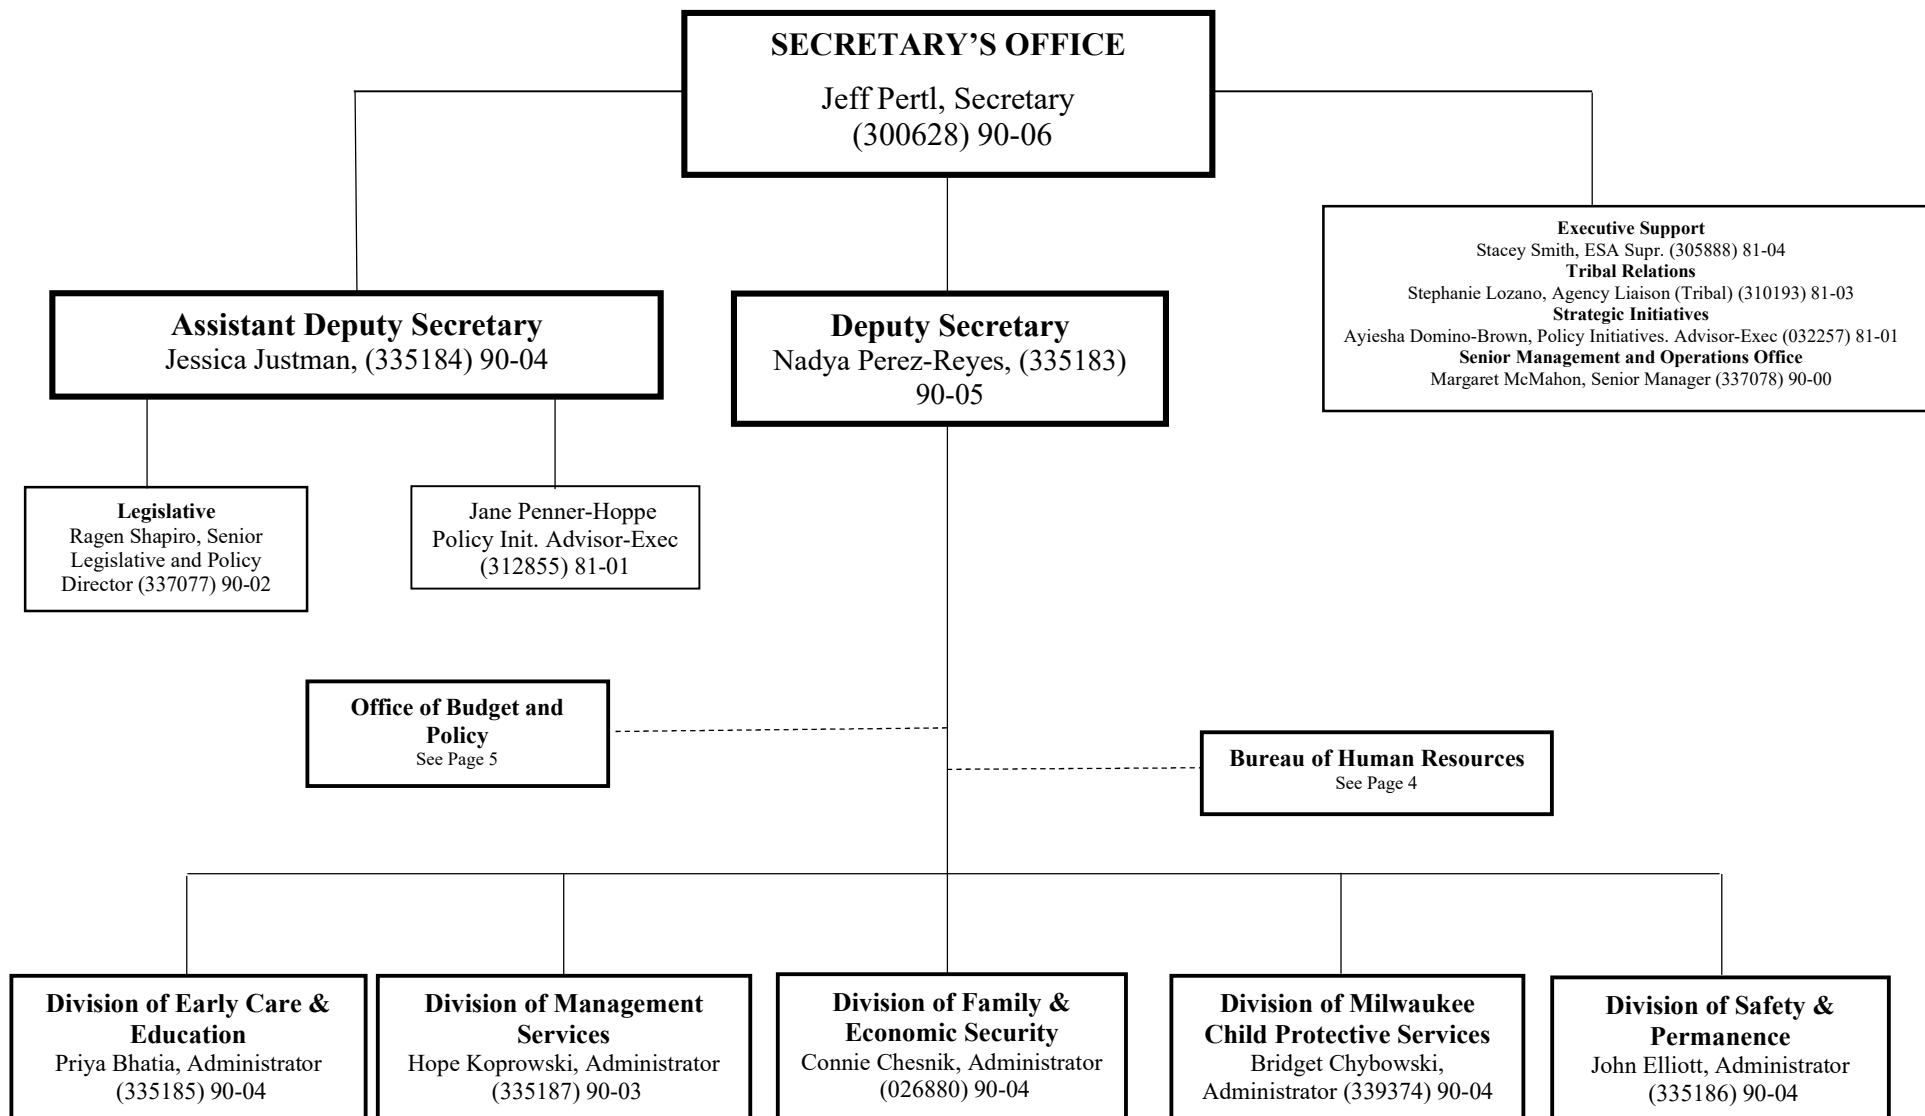 SECRETARY’S OFFICE
Jeff Pertl, Secretary
(300628) 90-06
Executive Support
Stacey Smith, ESA Supr. (305888) 81-04
Tribal Relations
Stephanie Lozano, Agency Liaison (Tribal) (310193) 81-03
Strategic Initiatives
Ayiesha Domino-Brown, Policy Initiatives. Advisor-Exec (032257) 81-01
Senior Management and Operations Office
Margaret McMahon, Senior Manager (337078) 90-00
Assistant Deputy Secretary
Jessica Justman, (335184) 90-04
Deputy Secretary
Nadya Perez-Reyes, (335183)
90-05
Legislative
Ragen Shapiro, Senior
Legislative and Policy
Director (337077) 90-02
Jane Penner-Hoppe
Policy Init. Advisor-Exec
(312855) 81-01
Office of Budget and
Policy
See Page 5
Bureau of Human Resources
See Page 4
Division of Early Care &
Education
Priya Bhatia, Administrator
(335185) 90-04
Division of Management
Services
Hope Koprowski, Administrator
(335187) 90-03
Division of Family &
Economic Security
Connie Chesnik, Administrator
(026880) 90-04
Division of Milwaukee
Child Protective Services
Bridget Chybowski,
Administrator (339374) 90-04
Division of Safety &
Permanence
John Elliott, Administrator
(335186) 90-04